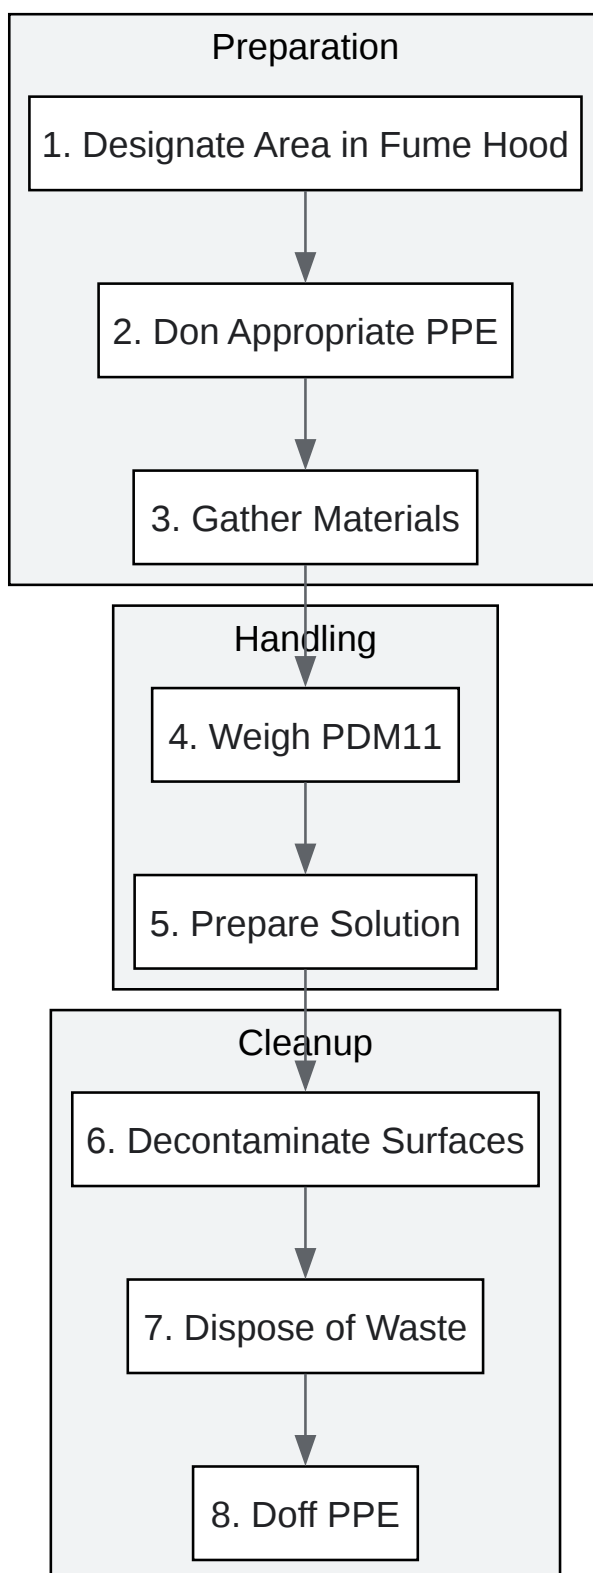 Preparation
1. Designate Area in Fume Hood
2. Don Appropriate PPE
3. Gather Materials
Handling
4. Weigh PDM11
5. Prepare Solution
Cleanup
6. Decontaminate Surfaces
7. Dispose of Waste
8. Doff PPE